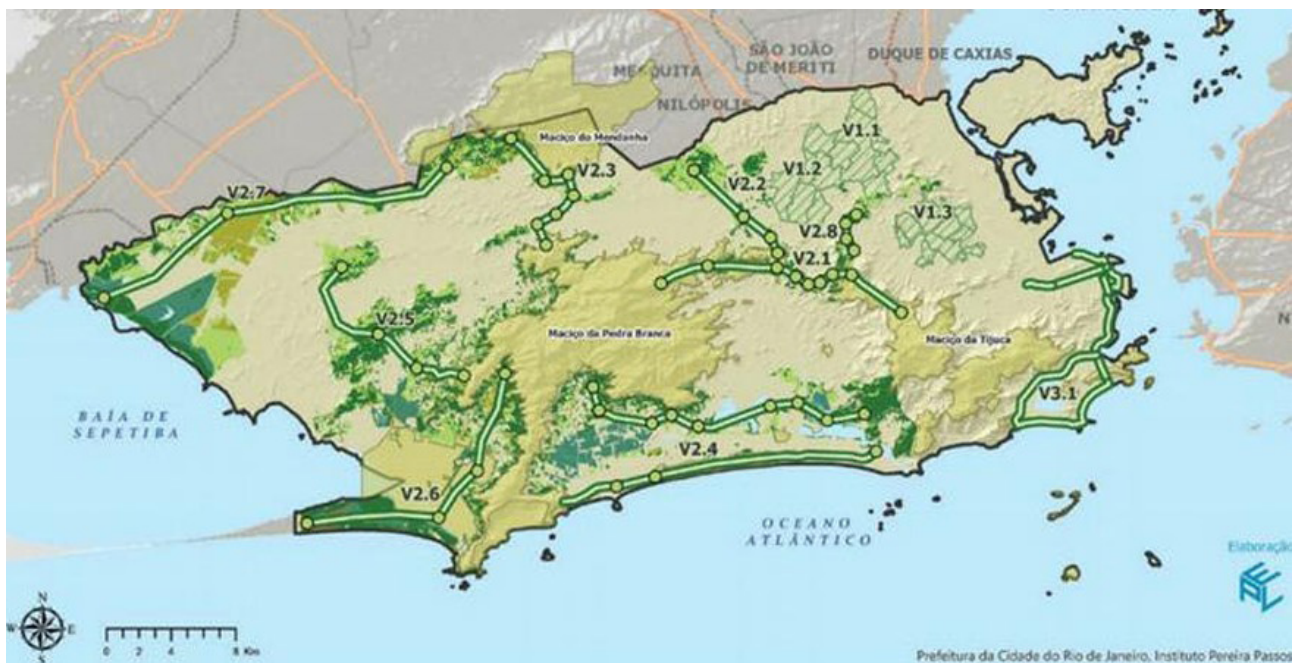 SÃO JOÃO
DE MERITI
DUQUE DE CAXIAS
MESQUITA
NILÓPOLIS
Maciço do Mendanha
V1.1
V1.2
V2.3
V2.2
V2.7
V1.3
V2.8
V2.1
V2.5
Maciço da Pedra Branca
Maciço da Tijuca
V3.1
BAÍA DE
SEPETIBA
V2.4
V2.6
OCEANO
ATLÂNTICO
Elaboração
N
W
E
S
0 2 4 8 Km
Prefeitura da Cidade do Rio de Janeiro, Instituto Pereira Passos